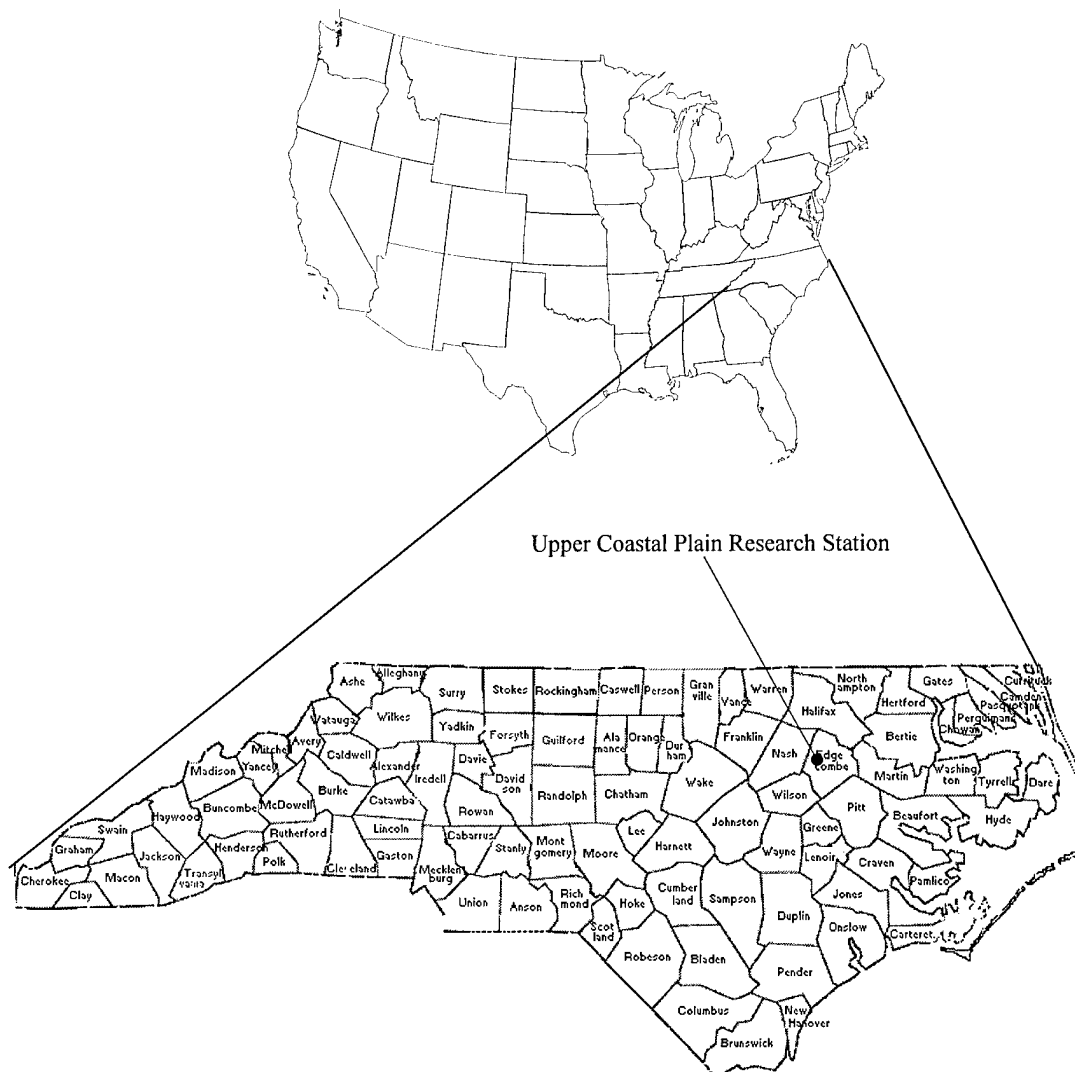 Upper Coastal Plain Research Station
Ashe
Alleghany
Surry
Stokes
Rockingham
Caswell
Person
Gran
ville
Vance
Warren
Halifax
North
ampton
Hertford
Gates
Currituck
Camden
Pasquotank
Perquimans
Chowan
Bertie
Watauga
Wilkes
Yadkin
Forsyth
Guilford
Ala
mance
Orange
Dur
ham
Franklin
Nash
Edge
combe
Martin
Washing
ton
Tyrrell
Dare
Mitchel
Avery
Yancey
Madison
Caldwell
Alexander
Iredell
Davie
David
son
Randolph
Chatham
Wake
Wilson
Pitt
Beaufort
Hyde
Buncombe
McDowell
Burke
Catawba
Rowan
Johnston
Greene
Haywood
Swain
Rutherford
Lincoln
Cabarrus
Stanly
Mont
gomery
Moore
Lee
Harnett
Wayne
Lenoir
Craven
Pamlico
Graham
Jackson
Henderson
Polk
Cleveland
Gaston
Mecklen
burg
Cherokee
Macon
Clay
Transyl
vania
Union
Anson
Rich
mond
Scot
land
Hoke
Cumber
land
Sampson
Duplin
Jones
Onslow
Carteret
Robeson
Bladen
Pender
Columbus
New
Hanover
Brunswick